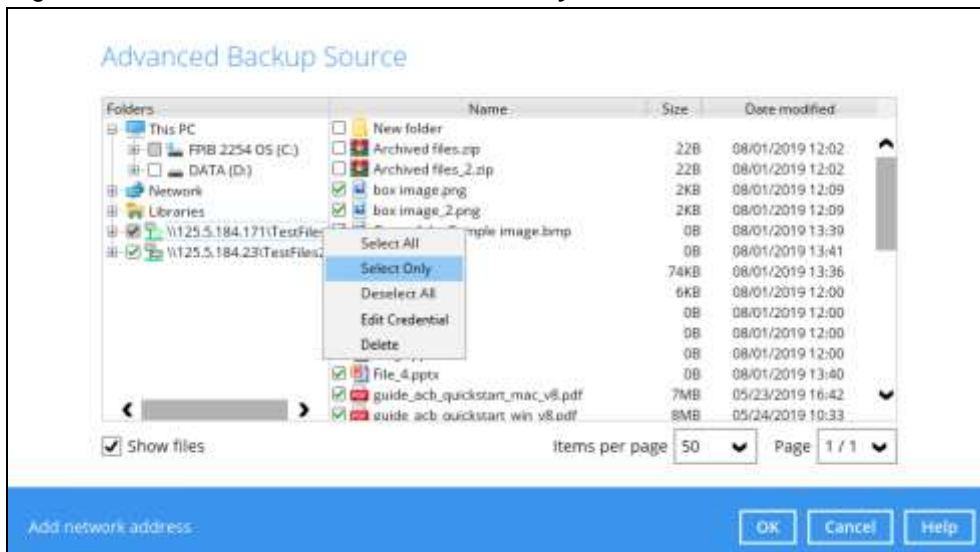 Advanced Backup Source
Folders Name Size Date modified
This PC New folder
FPIB 2254 OS (C:) Archived files.zip 22B 08/01/2019 12:02
DATA (D:) Archived files_2.zip 22B 08/01/2019 12:02
Network box image.png 2KB 08/01/2019 12:09
Libraries box image_2.png 2KB 08/01/2019 12:09
\\125.5.184.171\TestFiles mple image.bmp 0B 08/01/2019 13:39
\\125.5.184.23\TestFiles2 0B 08/01/2019 13:41
Select All
Select Only 74KB 08/01/2019 13:36
Deselect All 6KB 08/01/2019 12:00
Edit Credential 0B 08/01/2019 12:00
0B 08/01/2019 12:00
Delete 0B 08/01/2019 12:00
File_4.pptx 0B 08/01/2019 13:40
guide_acb_quickstart_mac_v8.pdf 7MB 05/23/2019 16:42
guide acb quickstart win v8.pdf 8MB 05/24/2019 10:33
Show files Items per page 50 Page 1 / 1
Add network address OK Cancel Help